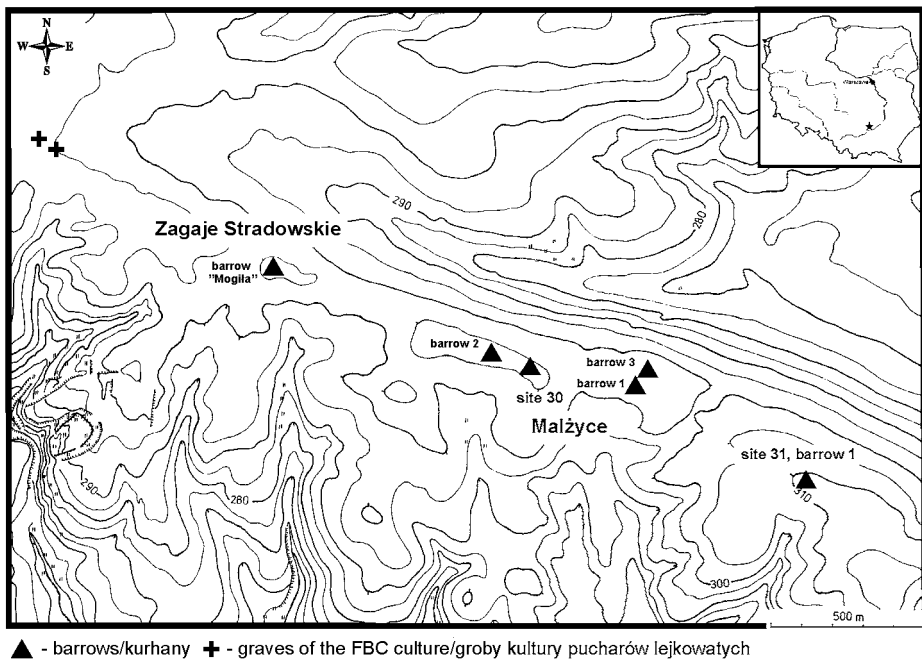 N
W E
S
Warszawa
290
280
Zagaje Stradowskie
barrow
"Mogiła"
barrow 2
barrow 3
barrow 1
site 30
Malżyce
site 31, barrow 1
310
290
280
300
500 m
- barrows/kurhany - graves of the FBC culture/groby kultury pucharów lejkowatych